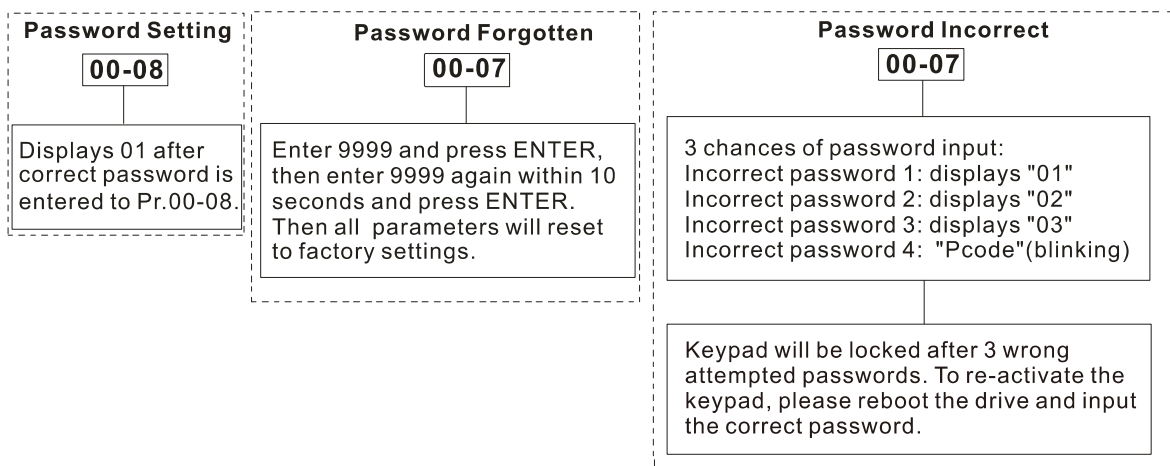 Password Setting
00-08
Displays 01 after
correct password is
entered to Pr.00-08.
Password Forgotten
00-07
Enter 9999 and press ENTER,
then enter 9999 again within 10
seconds and press ENTER.
Then all parameters will reset
to factory settings.
Password Incorrect
00-07
3 chances of password input:
Incorrect password 1: displays "01"
Incorrect password 2: displays "02"
Incorrect password 3: displays "03"
Incorrect password 4: "Pcode"(blinking)
Keypad will be locked after 3 wrong
attempted passwords. To re-activate the
keypad, please reboot the drive and input
the correct password.